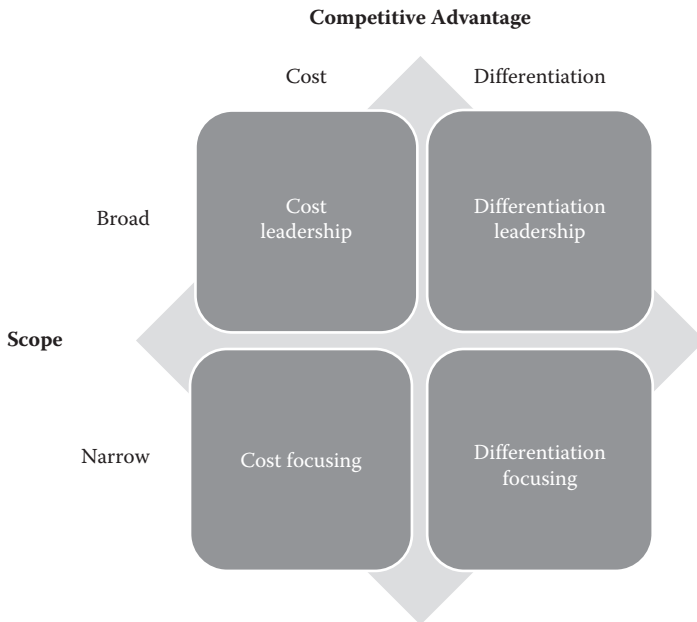 Competitive Advantage
Cost
Differentiation
Broad
Cost
leadership
Differentiation
leadership
Scope
Narrow
Cost focusing
Differentiation
focusing